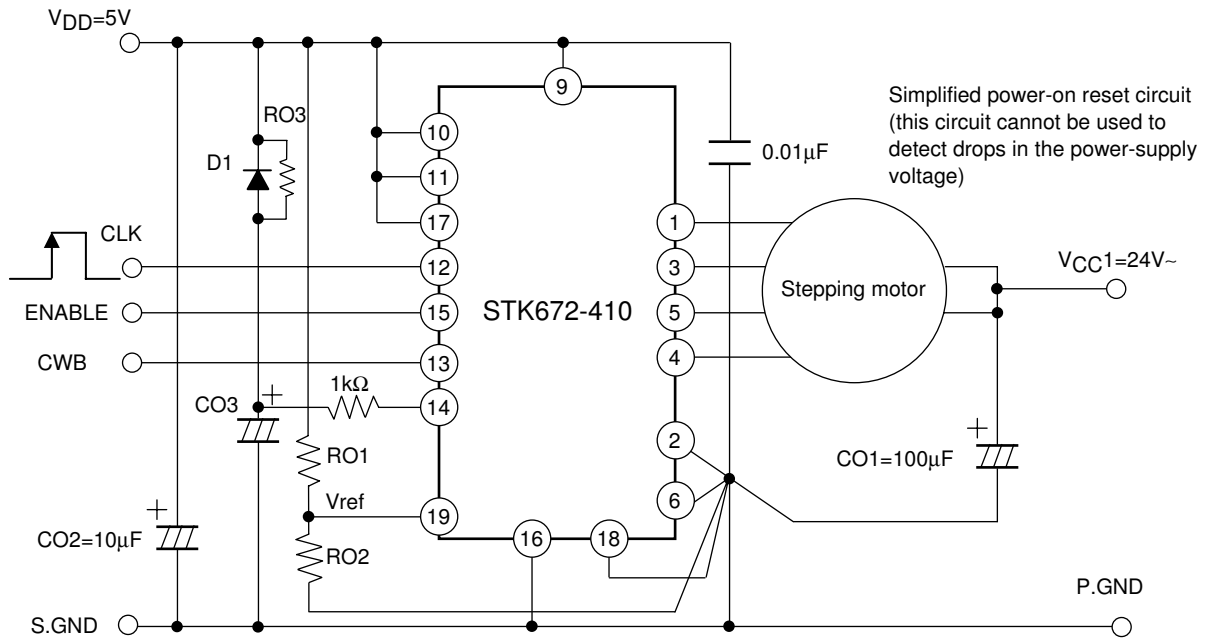 VDD=5V
9
Simplified power-on reset circuit
(this circuit cannot be used to
detect drops in the power-supply
voltage)
RO3
10
0.01μF
D1
11
CLK
17
1
VCC1=24V~
12
3
Stepping motor
ENABLE
15
STK672-410
5
CWB
13
4
+
1kΩ
CO3
14
2
+
CO1=100μF
RO1
6
Vref
19
+
CO2=10μF
RO2
16
18
P.GND
S.GND